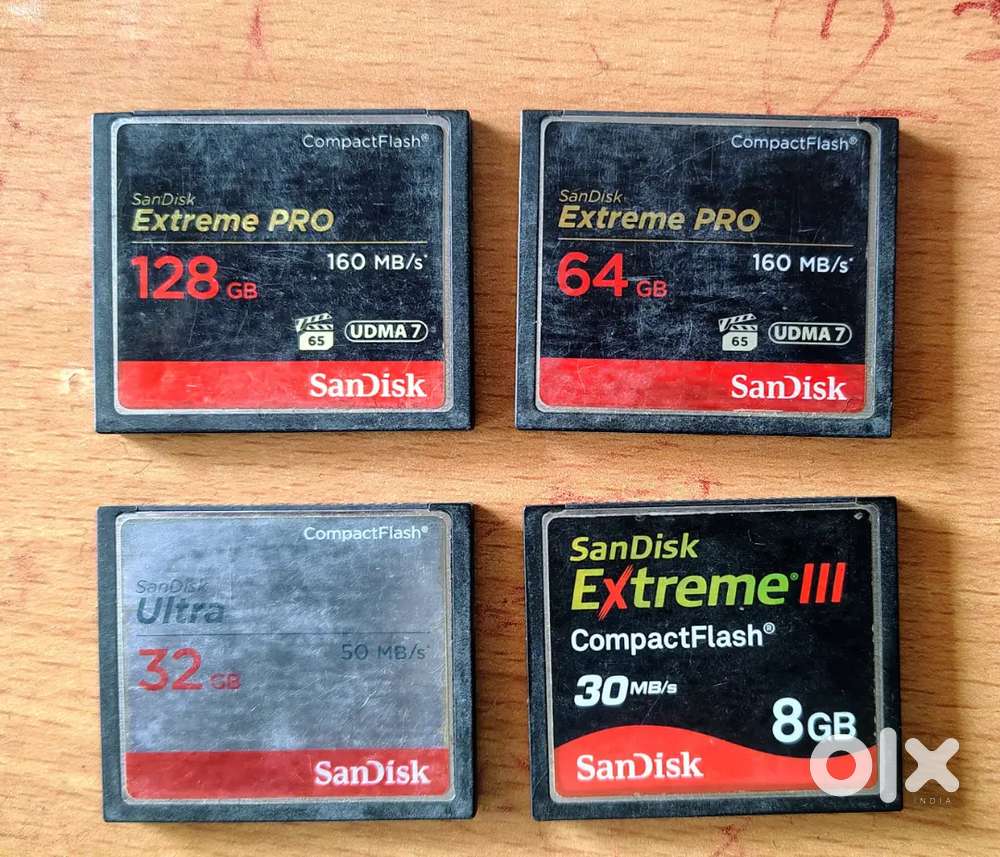 CompactFlash®
SanDisk
Extreme PRO
160 MB/s*
128 GB
65
UDMA 7
SanDisk
CompactFlash®
SanDisk
Extreme PRO
160 MB/s*
64 GB
65
UDMA 7
SanDisk
CompactFlash®
SanDisk
Ultra
50 MB/s*
32 GB
SanDisk
SanDisk
Extreme® III
CompactFlash®
30MB/s
8GB
SanDisk
olx
INDIA